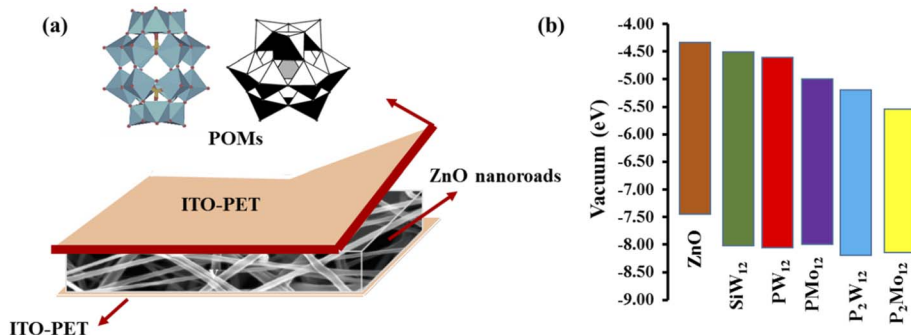 (a)
POMs
ITO-PET
ZnO nanoroads
ITO-PET
(b)
Vacuum (eV)
-4.00
-4.50
-5.00
-5.50
-6.00
-6.50
-7.00
-7.50
-8.00
-8.50
-9.00
ZnO
SiW₁₂
PW₁₂
PMo₁₂
P₂W₁₂
P₂Mo₁₂